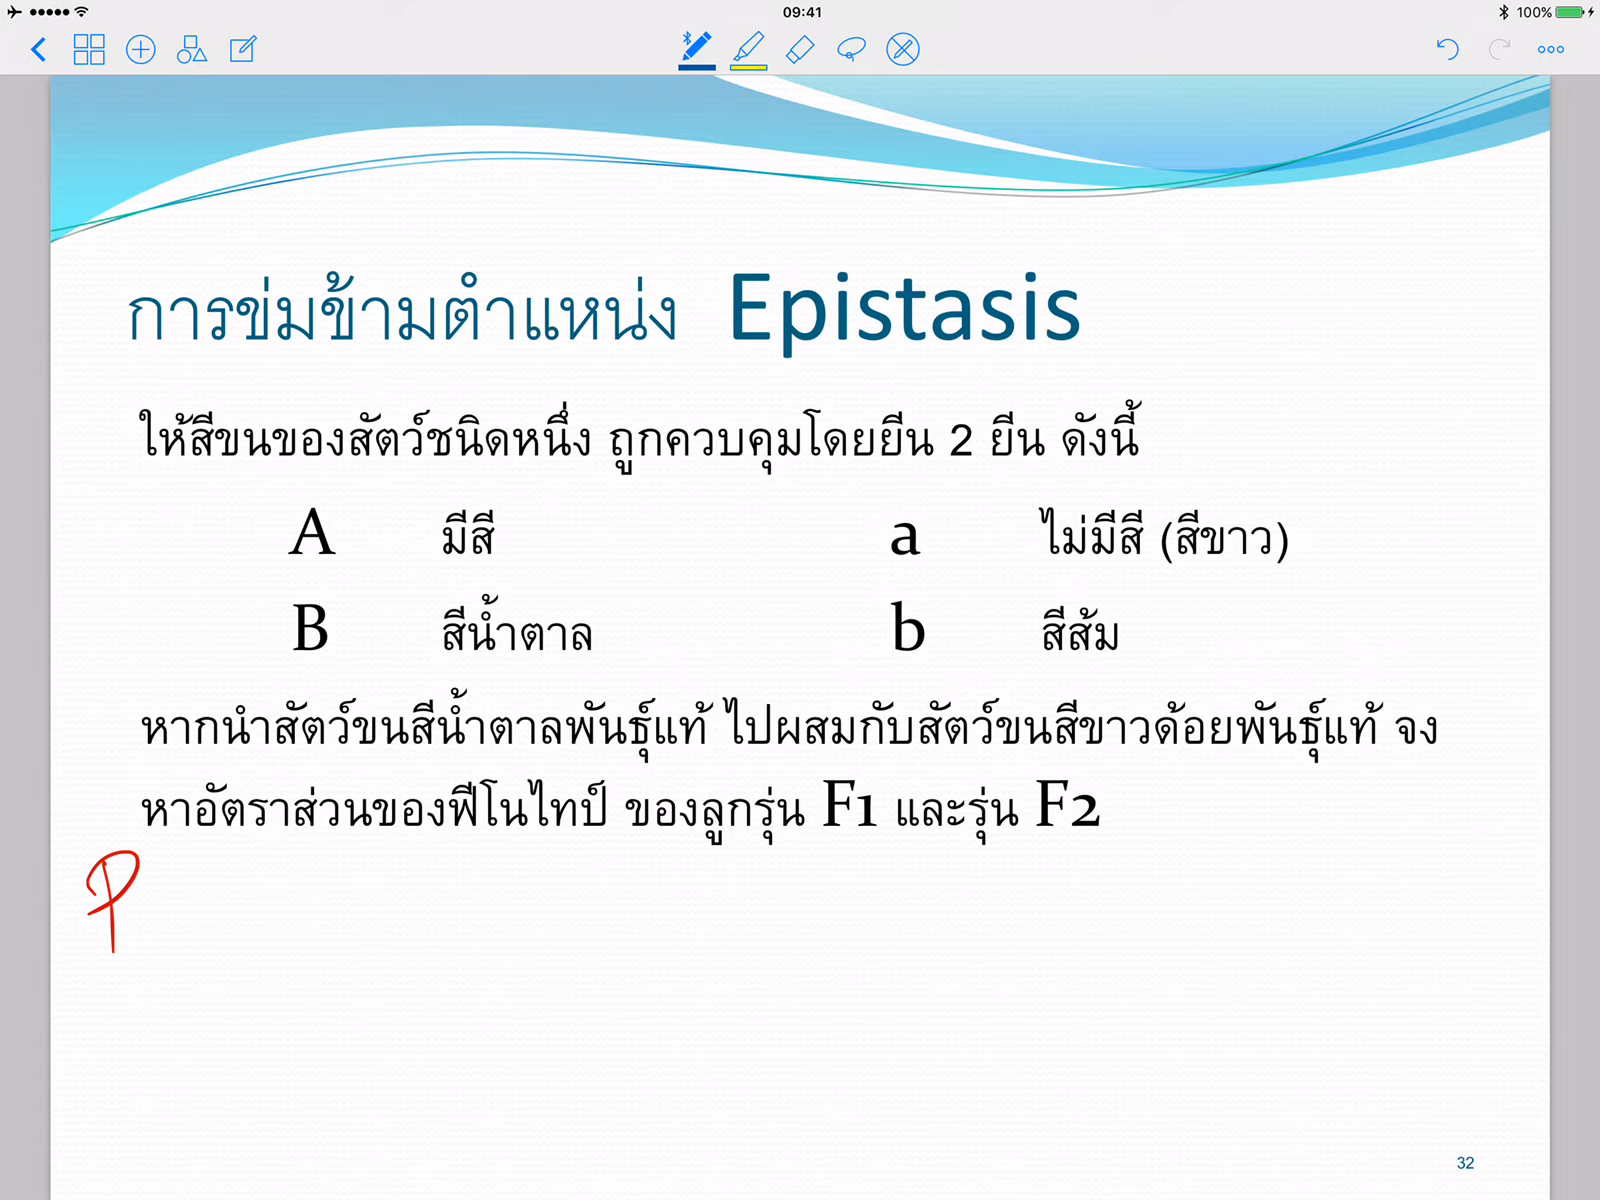 09:41
100%
การข่มข้ามตำแหน่ง Epistasis
ให้สีขนของสัตว์ชนิดหนึ่ง ถูกควบคุมโดยยีน 2 ยีน ดังนี้
A มีสี a ไม่มีสี (สีขาว)
B สีน้ำตาล b สีส้ม
หากนำสัตว์ขนสีน้ำตาลพันธุ์แท้ ไปผสมกับสัตว์ขนสีขาวด้อยพันธุ์แท้ จง
หาอัตราส่วนของฟีโนไทป์ ของลูกรุ่น F1 และรุ่น F2
P
32